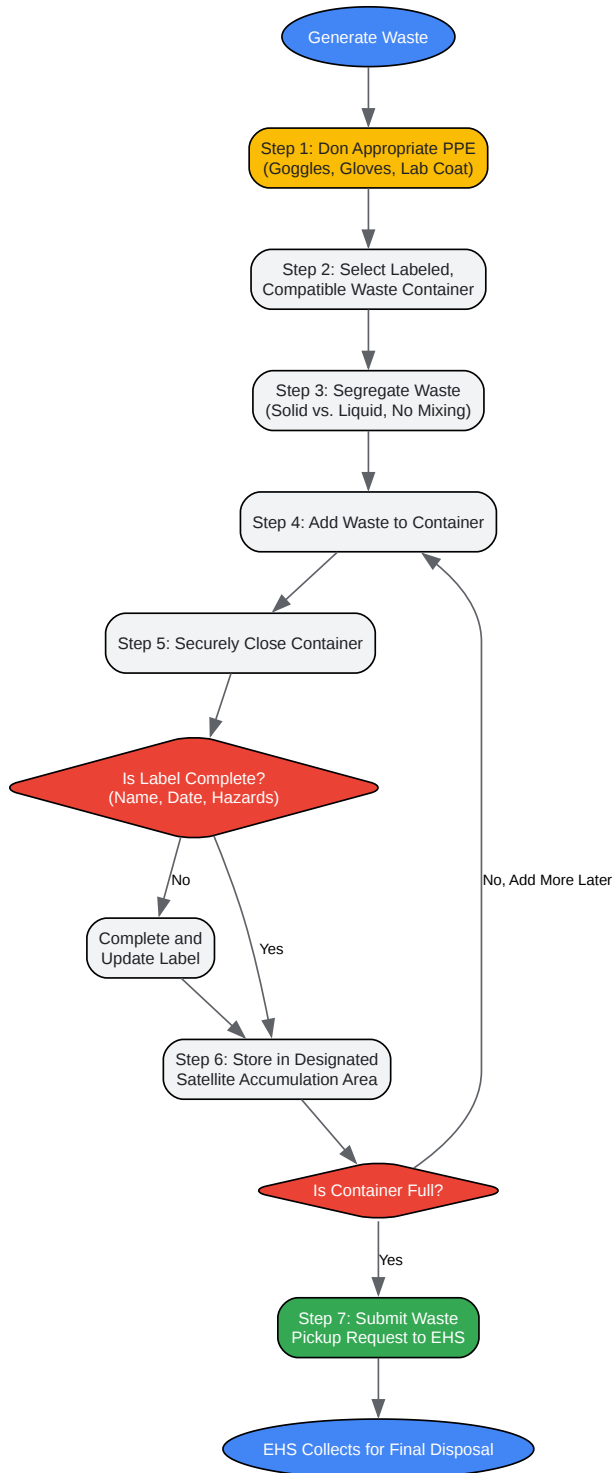 Generate Waste
Step 1: Don Appropriate PPE
(Goggles, Gloves, Lab Coat)
Step 2: Select Labeled,
Compatible Waste Container
Step 3: Segregate Waste
(Solid vs. Liquid, No Mixing)
Step 4: Add Waste to Container
Step 5: Securely Close Container
Is Label Complete?
(Name, Date, Hazards)
No
No, Add More Later
Complete and
Update Label
Yes
Step 6: Store in Designated
Satellite Accumulation Area
Is Container Full?
Yes
Step 7: Submit Waste
Pickup Request to EHS
EHS Collects for Final Disposal